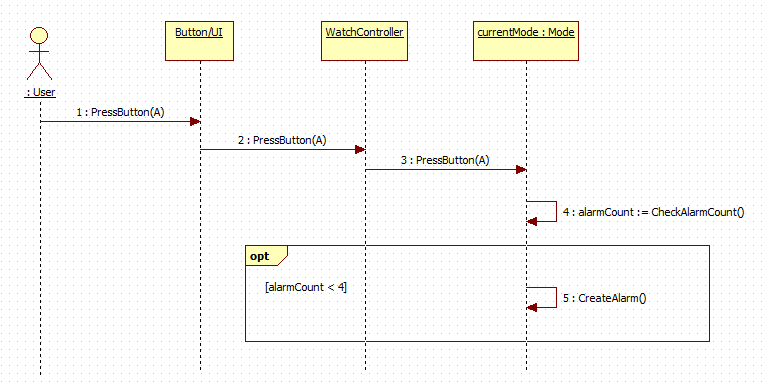 Button/UI
WatchController
currentMode : Mode
: User
1 : PressButton(A)
2 : PressButton(A)
3 : PressButton(A)
4 : alarmCount := CheckAlarmCount()
opt
[alarmCount < 4]
5 : CreateAlarm()